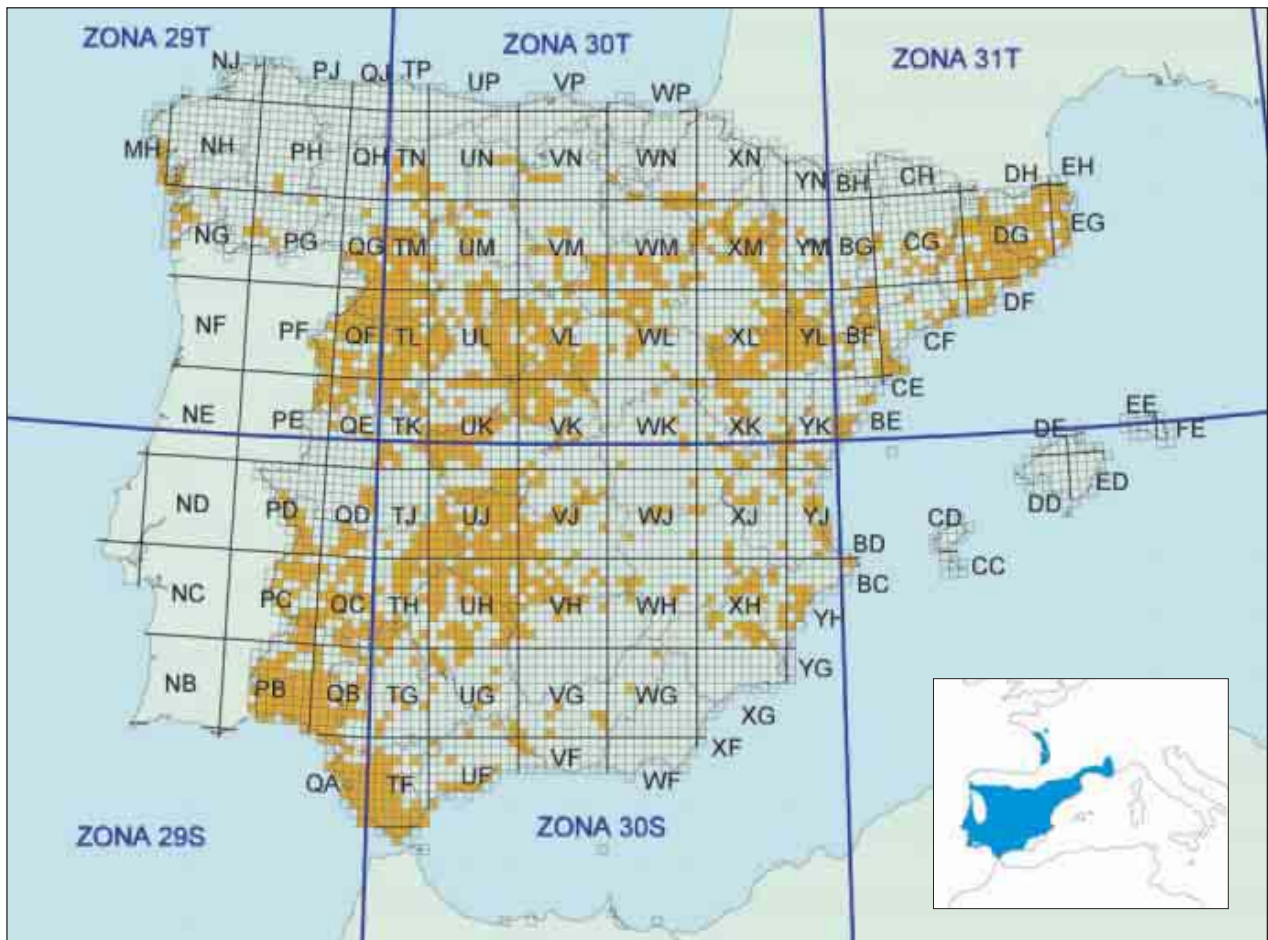 ZONA 29T
ZONA 30T
ZONA 31T
NJ
PJ
QJ
TP
UP
VP
WP
MH
NH
PH
QH
TN
UN
VN
WN
XN
YN
BH
CH
DH
EH
NG
PG
QG
TM
UM
VM
WM
XM
YM
BG
CG
DG
EG
NF
PF
QF
TL
UL
VL
WL
XL
YL
BF
CF
DF
NE
PE
QE
TK
UK
VK
WK
XK
YK
BE
CE
DE
EE
FE
ND
PD
QD
TJ
UJ
VJ
WJ
XJ
YJ
BD
CD
DD
ED
NC
PC
QC
TH
UH
VH
WH
XH
YH
BC
CC
NB
PB
QB
TG
UG
VG
WG
XG
YG
QA
TF
UF
VF
WF
XF
ZONA 29S
ZONA 30S